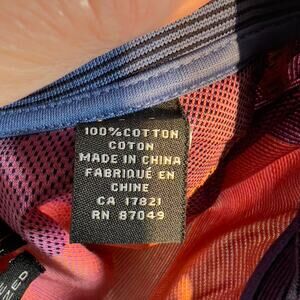 100% COTTON
COTON
MADE IN CHINA
FABRIQUÉ EN
CHINE
CA 17821
RN 87049